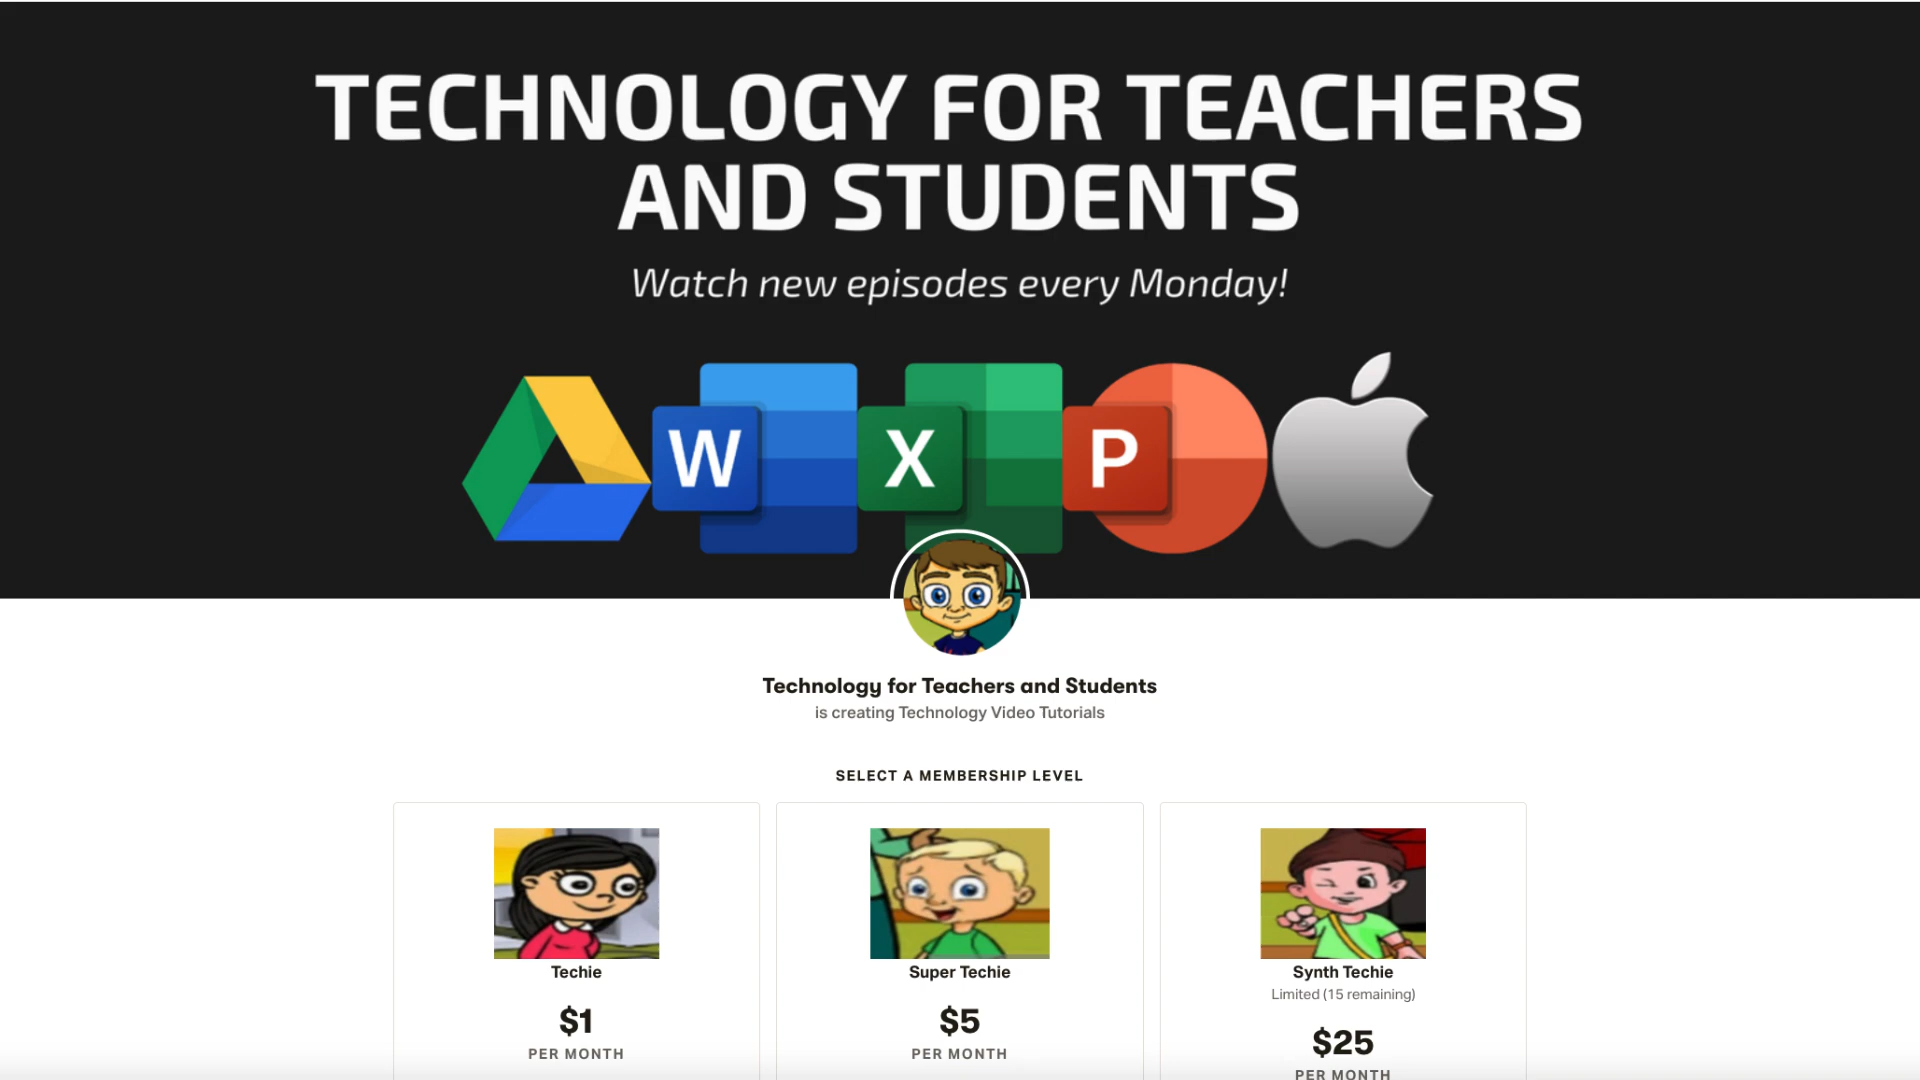 TECHNOLOGY FOR TEACHERS
AND STUDENTS
Watch new episodes every Monday!
W
X
P
Technology for Teachers and Students
is creating Technology Video Tutorials
SELECT A MEMBERSHIP LEVEL
Techie
$1
PER MONTH
Super Techie
$5
PER MONTH
Synth Techie
Limited (15 remaining)
$25
PER MONTH